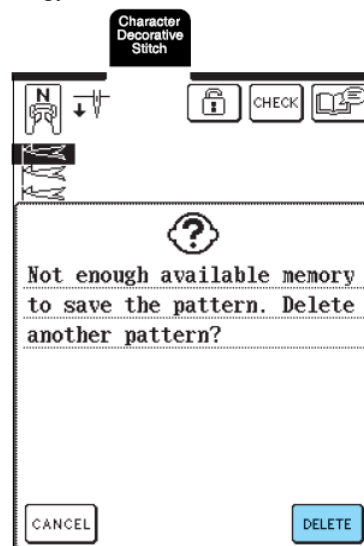 Character
Decorative
Stitch
N
CHECK
Not enough available memory
to save the pattern. Delete
another pattern?
CANCEL
DELETE